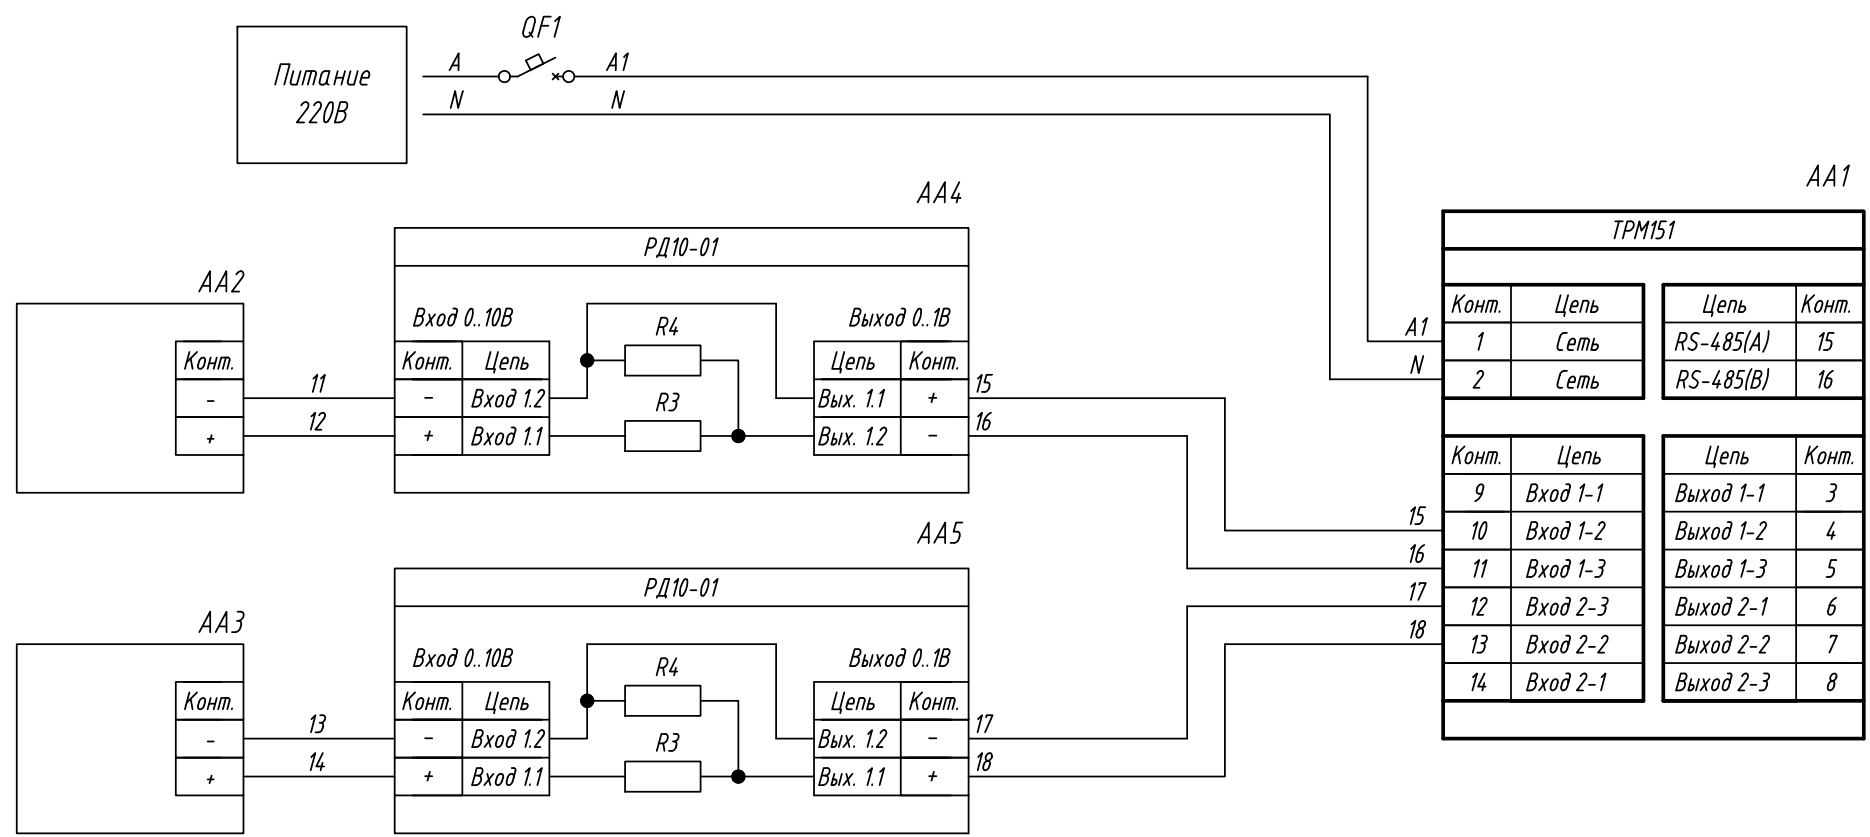 QF1
Питание
220В
A
A1
N
N
AA1
AA4
ТРМ151
РД10-01
AA2
Конт. Цепь Цепь Конт.
A1 1 Сеть RS-485(A) 15
N 2 Сеть RS-485(B) 16
Вход 0..10В R4 Выход 0..1В
Конт. Конт. Цепь Цепь Конт.
- 11 - Вход 1.2 R3 Вых. 1.1 + 15
+ 12 + Вход 1.1 Вых. 1.2 - 16
Конт. Цепь Цепь Конт.
9 Вход 1-1 Выход 1-1 3
15 10 Вход 1-2 Выход 1-2 4
16 11 Вход 1-3 Выход 1-3 5
17 12 Вход 2-3 Выход 2-1 6
18 13 Вход 2-2 Выход 2-2 7
14 Вход 2-1 Выход 2-3 8
AA5
РД10-01
AA3
Вход 0..10В R4 Выход 0..1В
Конт. Конт. Цепь Цепь Конт.
- 13 - Вход 1.2 R3 Вых. 1.2 - 17
+ 14 + Вход 1.1 Вых. 1.1 + 18